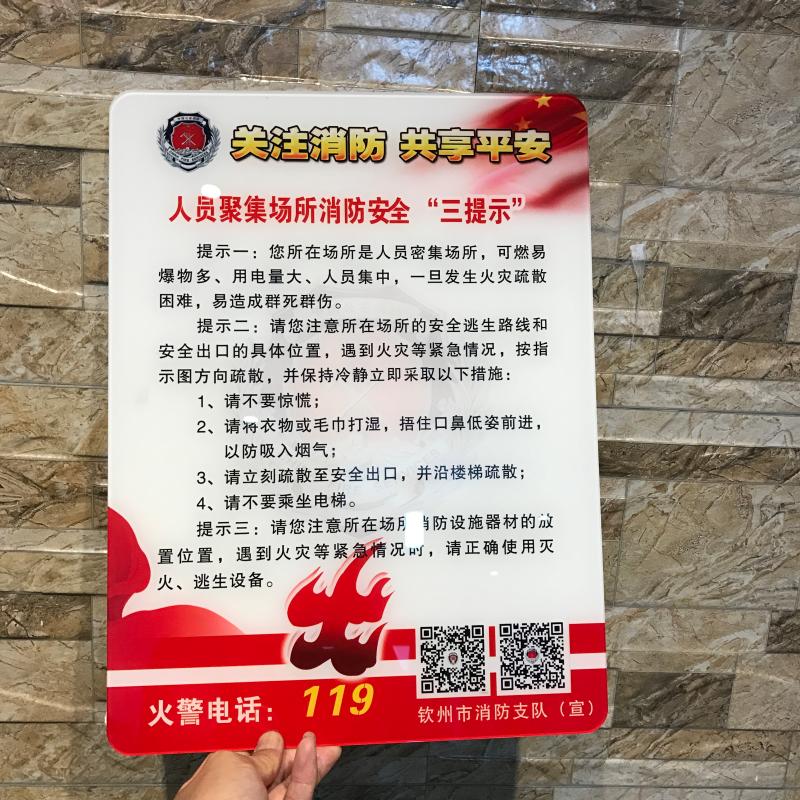 关注消防 共享平安
人员聚集场所消防安全“三提示”
提示一：您所在场所是人员密集场所，可燃易
爆物多、用电量大、人员集中，一旦发生火灾疏散
困难，易造成群死群伤。
提示二：请您注意所在场所的安全逃生路线和
安全出口的具体位置，遇到火灾等紧急情况，按指
示图方向疏散，并保持冷静立即采取以下措施：
1、请不要惊慌；
2、请将衣物或毛巾打湿，捂住口鼻低姿前进，
以防吸入烟气；
3、请立刻疏散至安全出口，并沿楼梯疏散；
4、请不要乘坐电梯。
提示三：请您注意所在场所消防设施器材的放
置位置，遇到火灾等紧急情况时，请正确使用灭
火、逃生设备。
火警电话：119
钦州市消防支队（宣）